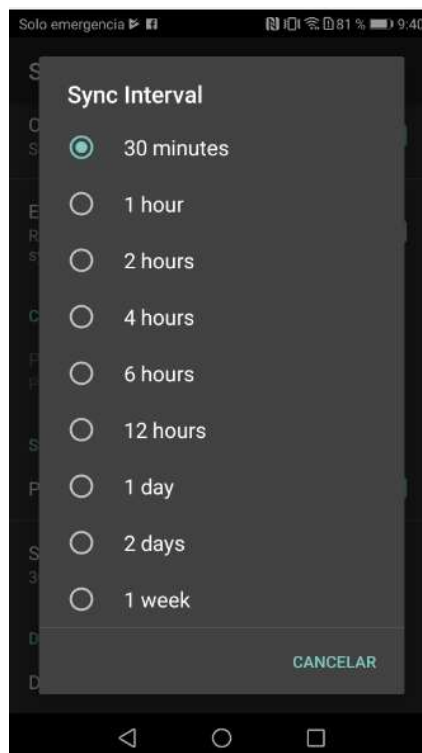 Solo emergencia 81 % 9:40
Sync Interval
30 minutes
1 hour
2 hours
4 hours
6 hours
12 hours
1 day
2 days
1 week
CANCELAR